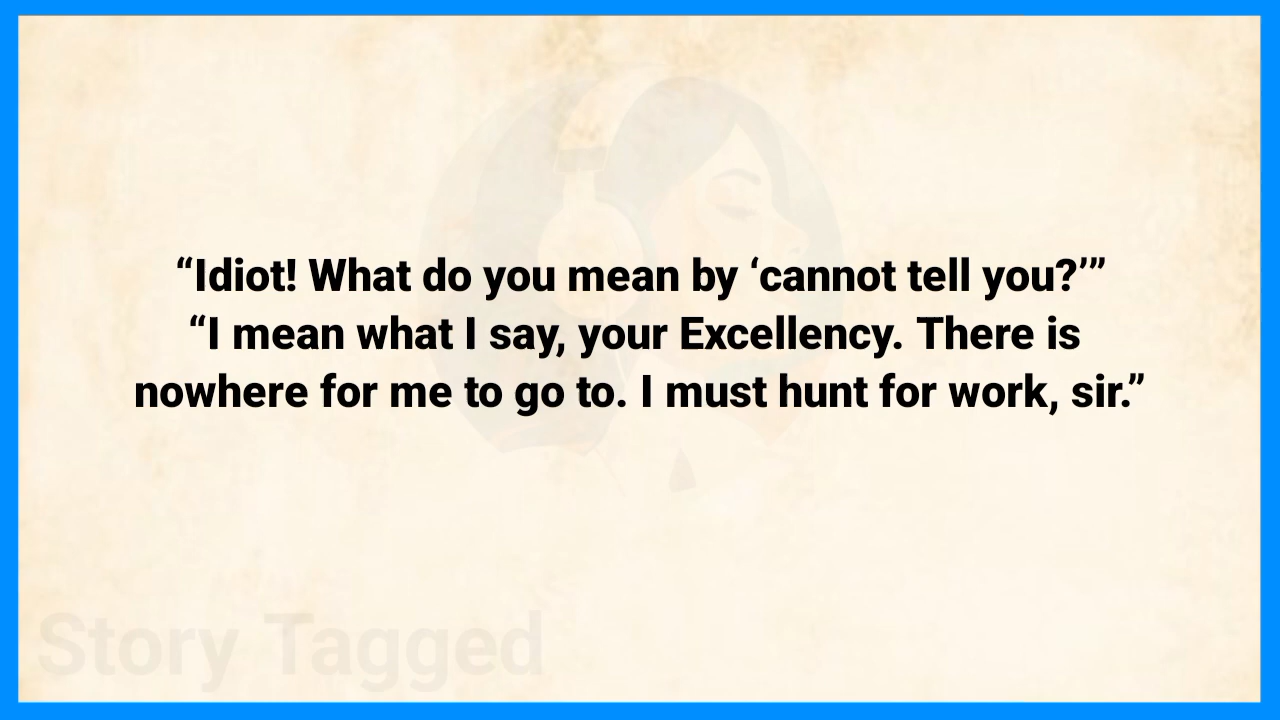 “Idiot! What do you mean by ‘cannot tell you?’”
“I mean what I say, your Excellency. There is
nowhere for me to go to. I must hunt for work, sir.”
Story Tagged